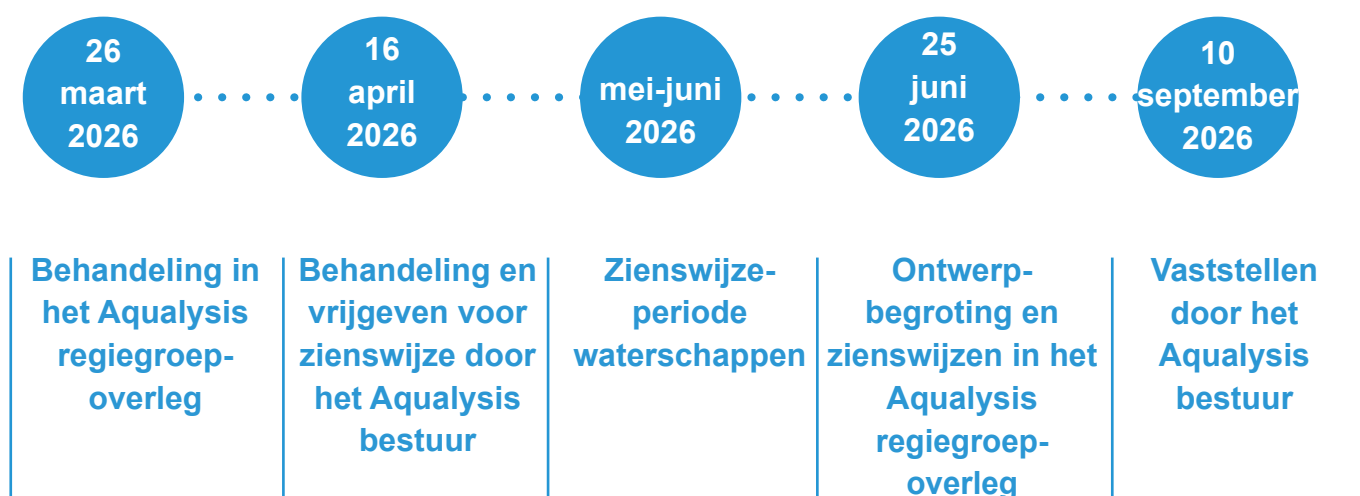 26
maart
2026
16
april
2026
mei-juni
2026
25
juni
2026
10
september
2026
Behandeling in
het Aqualysis
regiegroep-
overleg
Behandeling en
vrijgeven voor
zienswijze door
het Aqualysis
bestuur
Zienswijze-
periode
waterschappen
Ontwerp-
begroting en
zienswijzen in het
Aqualysis
regiegroep-
overleg
Vaststellen
door het
Aqualysis
bestuur